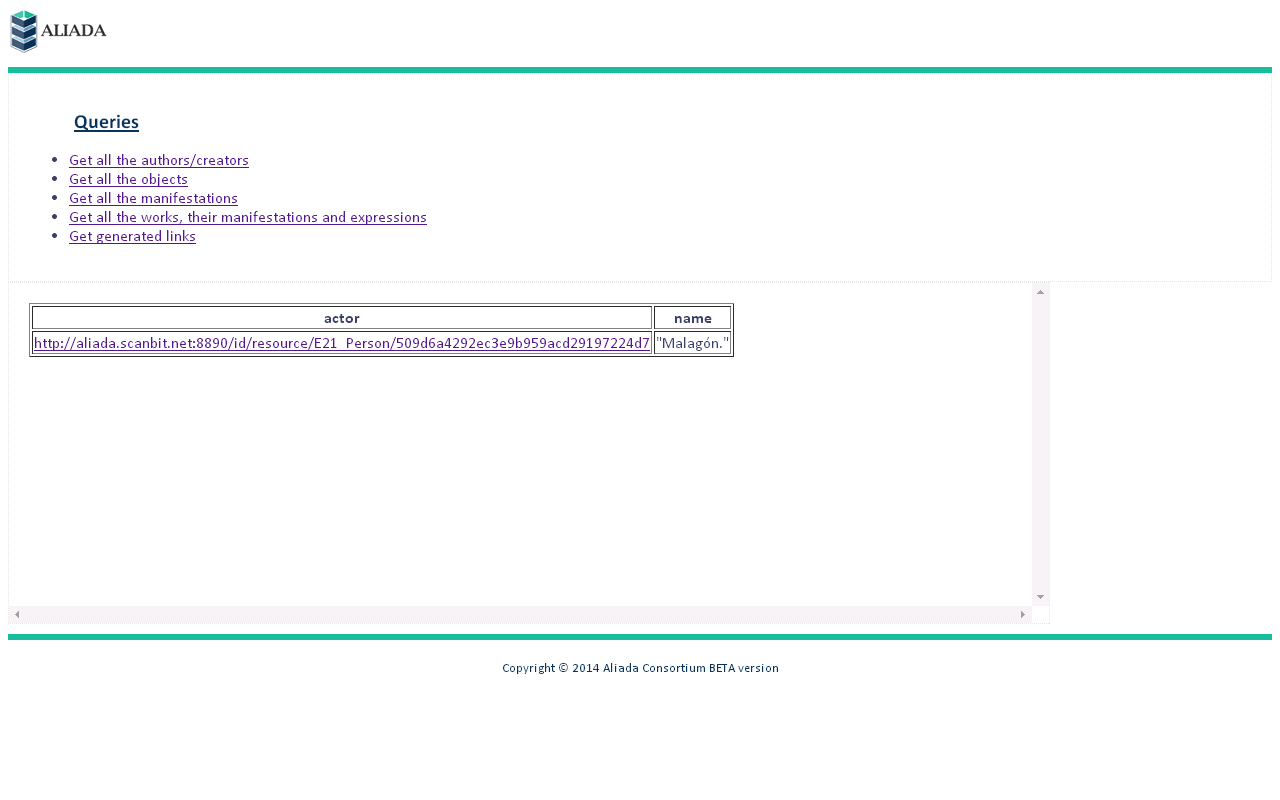 ALIADA
Queries
Get all the authors/creators
Get all the objects
Get all the manifestations
Get all the works, their manifestations and expressions
Get generated links
actor name
http://aliada.scanbit.net:8890/id/resource/E21_Person/509d6a4292ec3e9b959acd29197224d7 "Malagón."
Copyright © 2014 Aliada Consortium BETA version